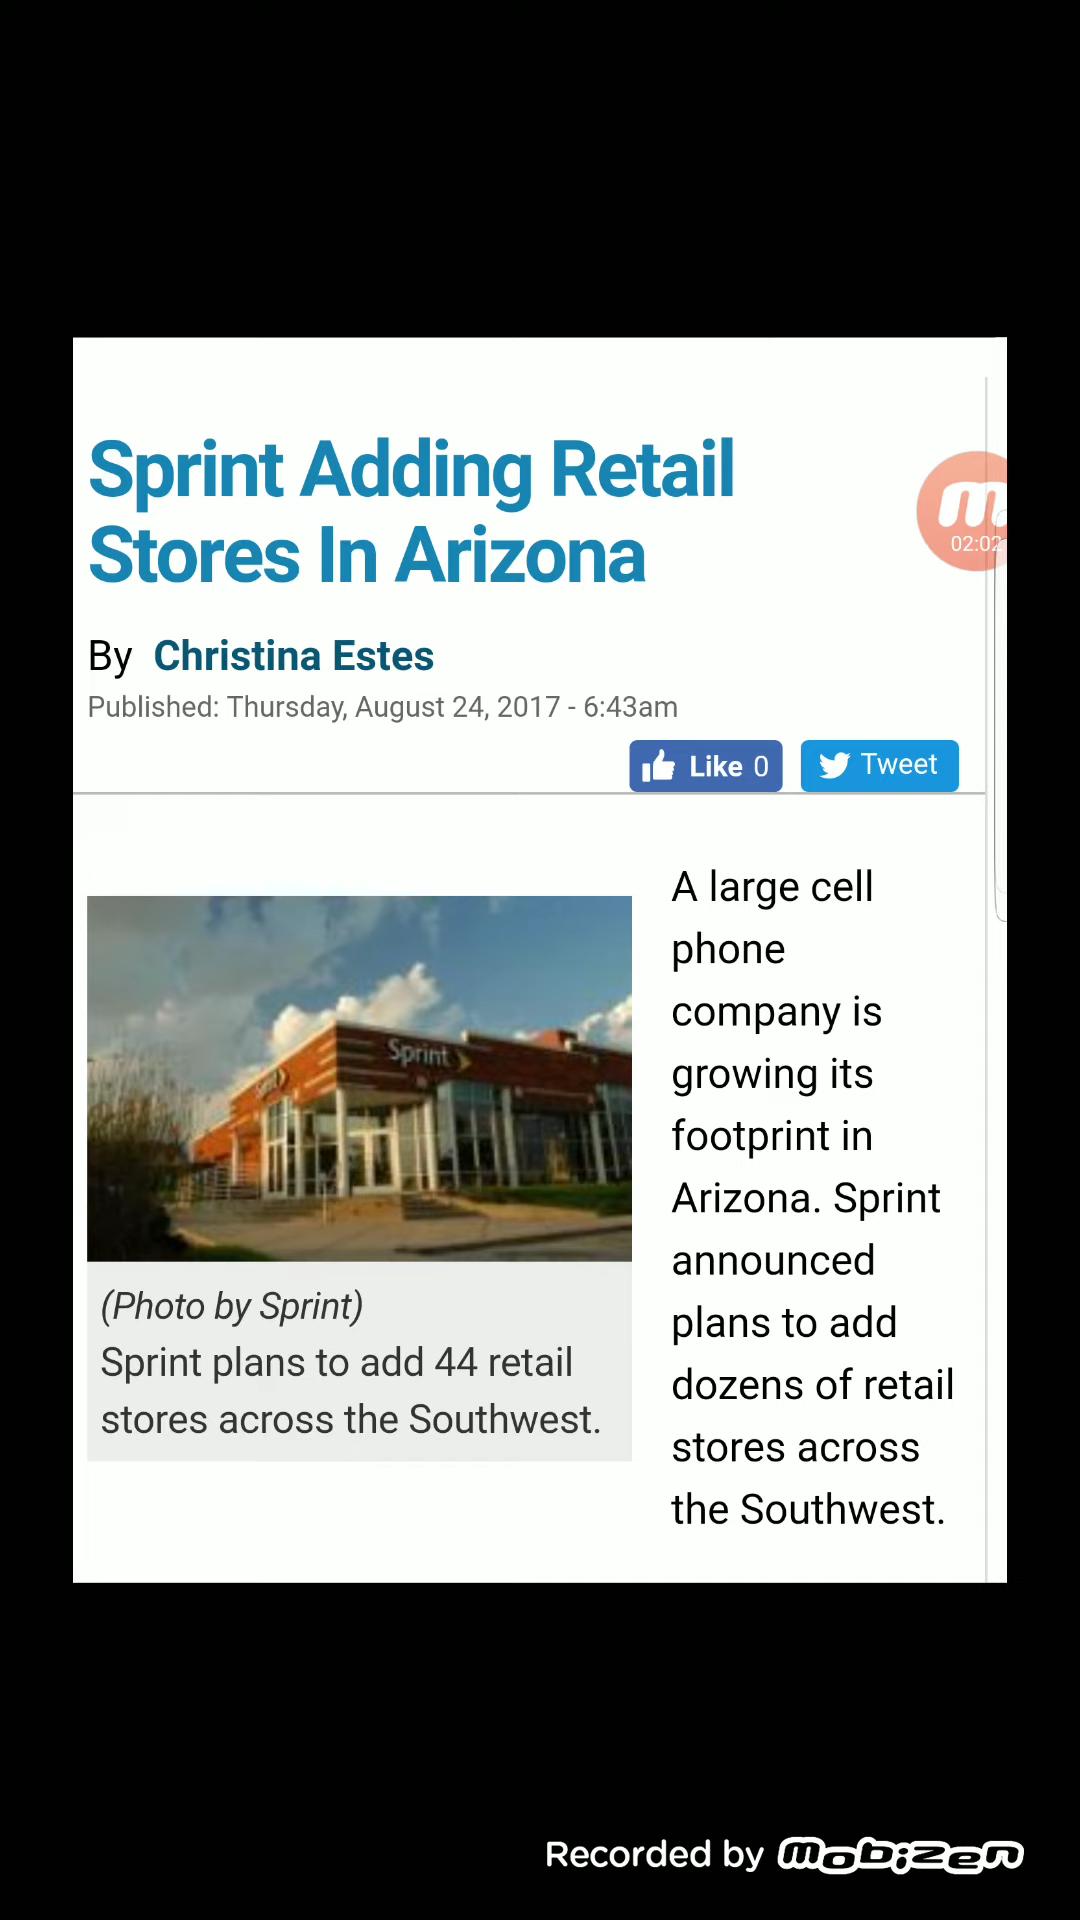 Sprint Adding Retail
Stores In Arizona
02:02
By Christina Estes
Published: Thursday, August 24, 2017 - 6:43am
Like 0
Tweet
Sprint
Sprint
(Photo by Sprint)
Sprint plans to add 44 retail
stores across the Southwest.
A large cell
phone
company is
growing its
footprint in
Arizona. Sprint
announced
plans to add
dozens of retail
stores across
the Southwest.
Recorded by mobizen